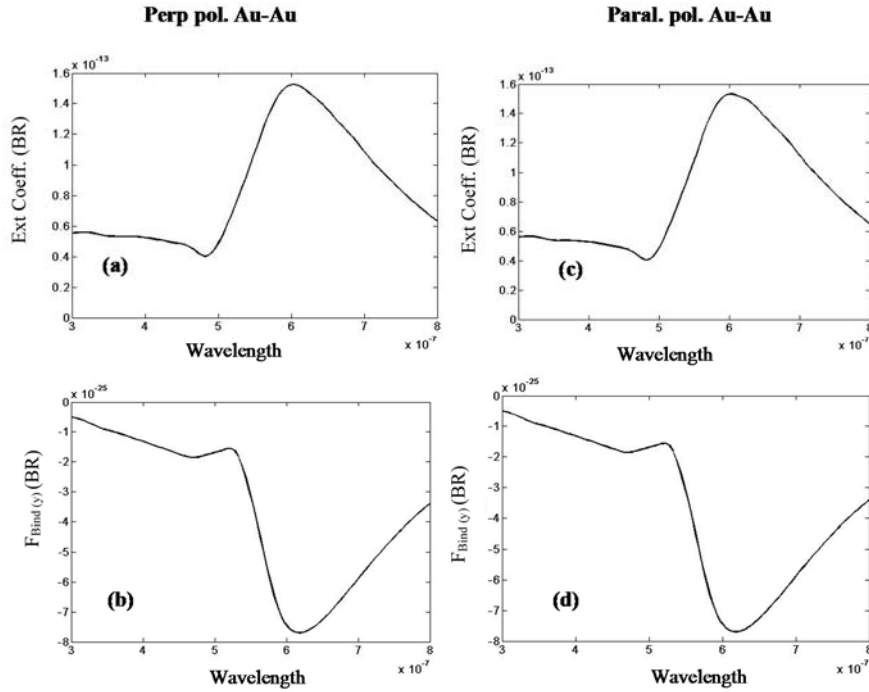 Perp pol. Au-Au
Paral. pol. Au-Au
x 10⁻¹³
1.6
1.4
1.2
1
0.8
0.6
0.4
0.2
0
Ext Coeff. (BR)
(a)
3 4 5 6 7 8
Wavelength
x 10⁻⁷
x 10⁻¹³
1.6
1.4
1.2
1
0.8
0.6
0.4
0.2
0
Ext Coeff. (BR)
(c)
3 4 5 6 7 8
Wavelength
x 10⁻⁷
x 10⁻²⁵
0
-1
-2
-3
-4
-5
-6
-7
-8
F Bind (y) (BR)
(b)
3 4 5 6 7 8
Wavelength
x 10⁻⁷
x 10⁻²⁵
0
-1
-2
-3
-4
-5
-6
-7
-8
F Bind (y) (BR)
(d)
3 4 5 6 7 8
Wavelength
x 10⁻⁷